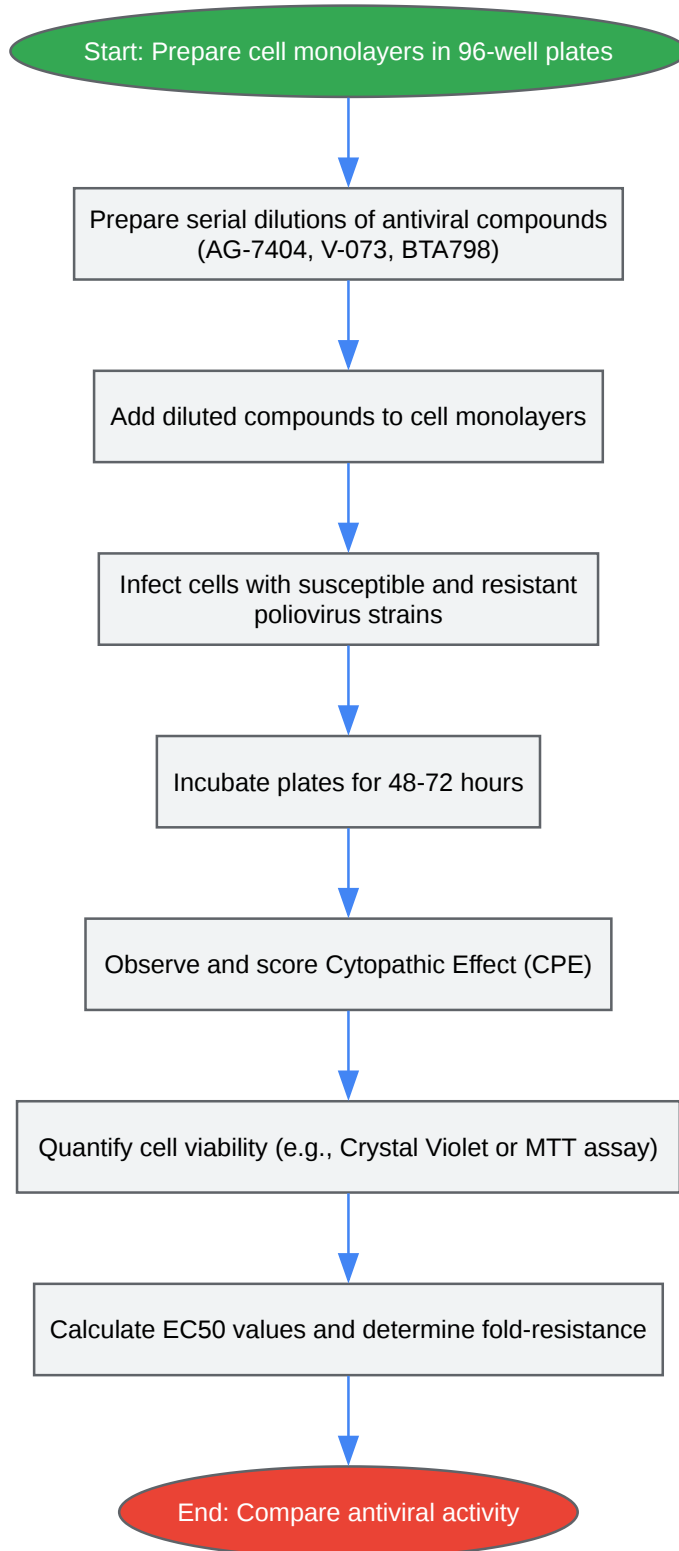 Start: Prepare cell monolayers in 96-well plates
Prepare serial dilutions of antiviral compounds
(AG-7404, V-073, BTA798)
Add diluted compounds to cell monolayers
Infect cells with susceptible and resistant
poliovirus strains
Incubate plates for 48-72 hours
Observe and score Cytopathic Effect (CPE)
Quantify cell viability (e.g., Crystal Violet or MTT assay)
Calculate EC50 values and determine fold-resistance
End: Compare antiviral activity